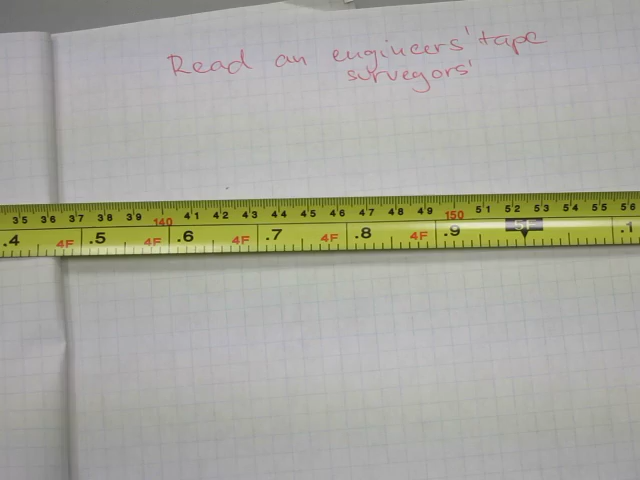 Read an engineers' tape
surveyors'
35 36 37 38 39 140 41 42 43 44 45 46 47 48 49 150 51 52 53 54 55 56
.4 4F .5 4F .6 4F .7 4F .8 4F .9 5F .1